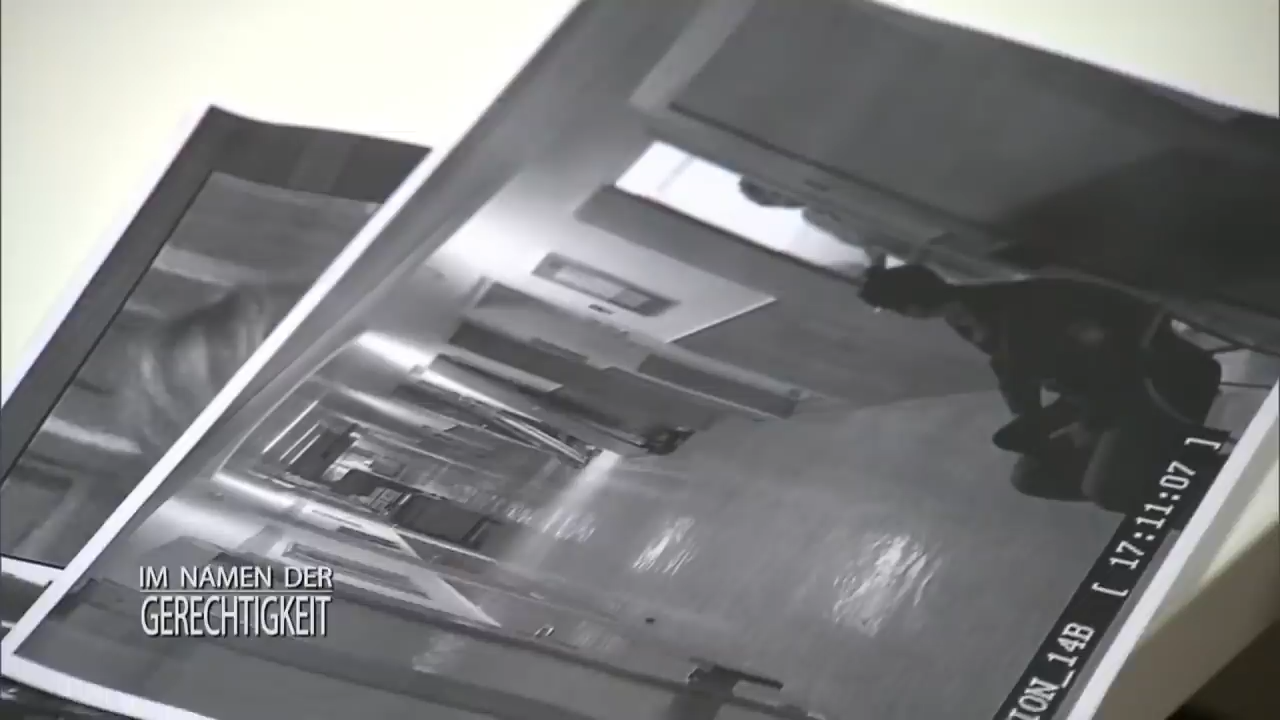 IM NAMEN DER
GERECHTIGKEIT
ION_14B [ 17:11:07 ]